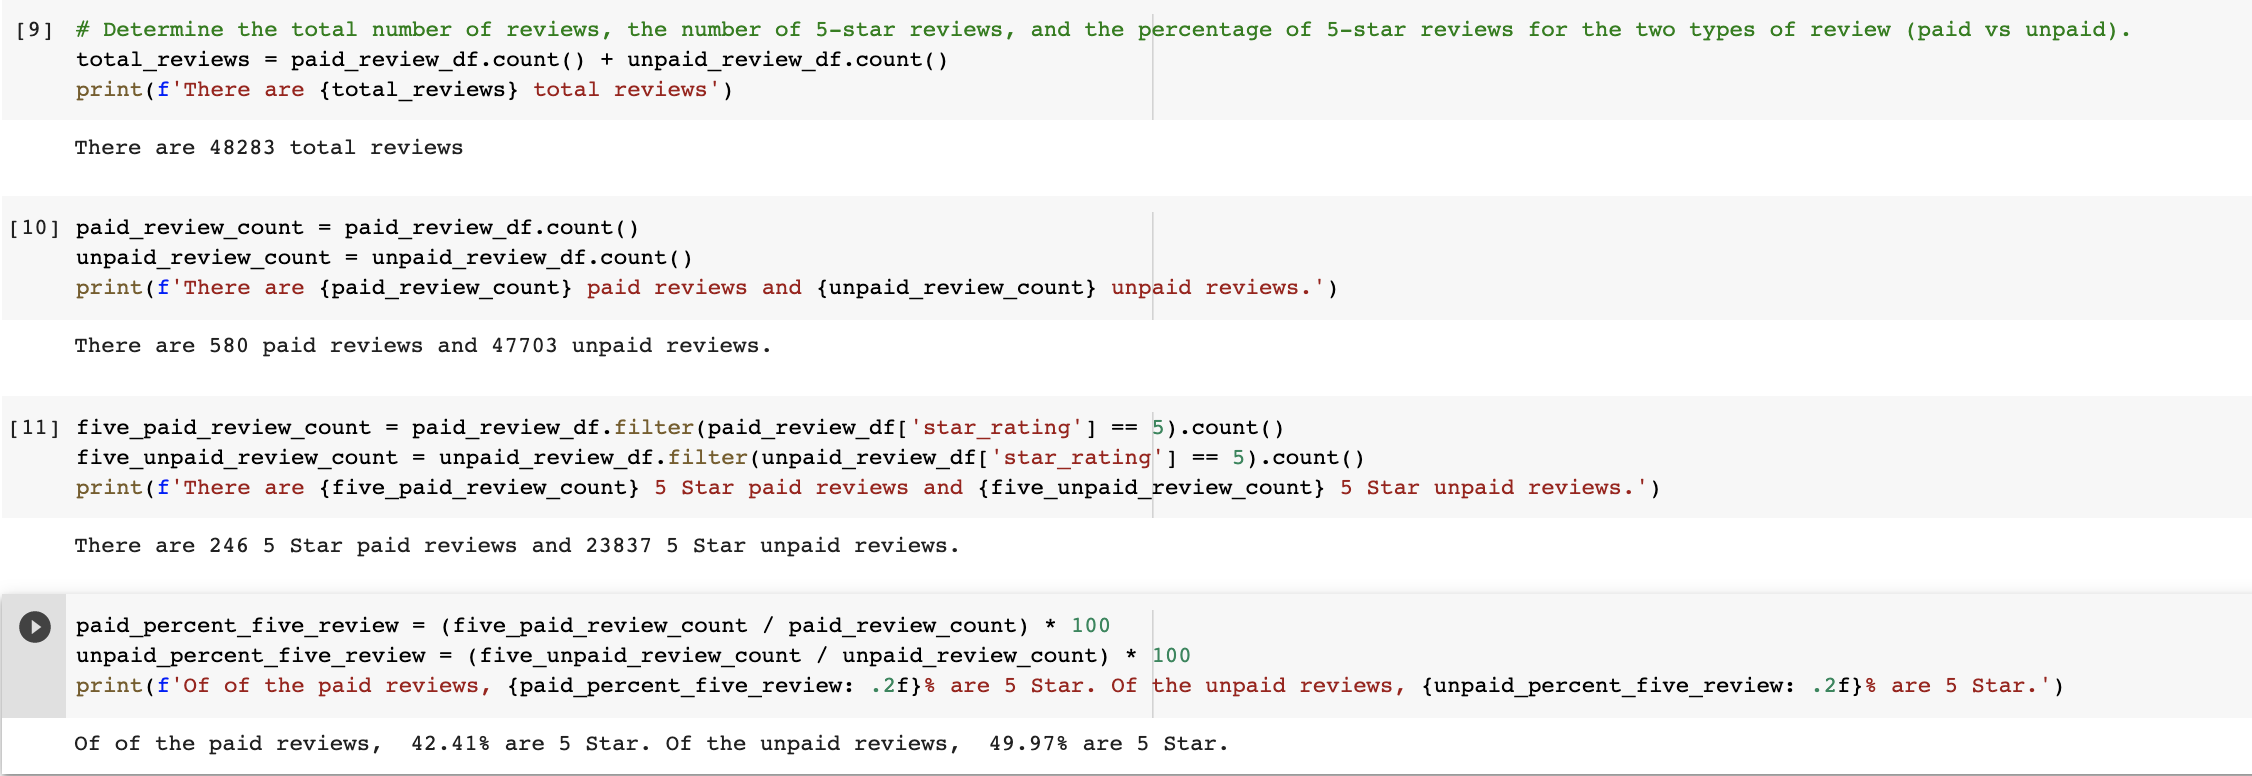 [9] # Determine the total number of reviews, the number of 5-star reviews, and the percentage of 5-star reviews for the two types of review (paid vs unpaid).
total_reviews = paid_review_df.count() + unpaid_review_df.count()
print(f'There are {total_reviews} total reviews')
There are 48283 total reviews
[10] paid_review_count = paid_review_df.count()
unpaid_review_count = unpaid_review_df.count()
print(f'There are {paid_review_count} paid reviews and {unpaid_review_count} unpaid reviews.')
There are 580 paid reviews and 47703 unpaid reviews.
[11] five_paid_review_count = paid_review_df.filter(paid_review_df['star_rating'] == 5).count()
five_unpaid_review_count = unpaid_review_df.filter(unpaid_review_df['star_rating'] == 5).count()
print(f'There are {five_paid_review_count} 5 Star paid reviews and {five_unpaid_review_count} 5 Star unpaid reviews.')
There are 246 5 Star paid reviews and 23837 5 Star unpaid reviews.
paid_percent_five_review = (five_paid_review_count / paid_review_count) * 100
unpaid_percent_five_review = (five_unpaid_review_count / unpaid_review_count) * 100
print(f'Of of the paid reviews, {paid_percent_five_review: .2f}% are 5 Star. Of the unpaid reviews, {unpaid_percent_five_review: .2f}% are 5 Star.')
Of of the paid reviews,  42.41% are 5 Star. Of the unpaid reviews,  49.97% are 5 Star.